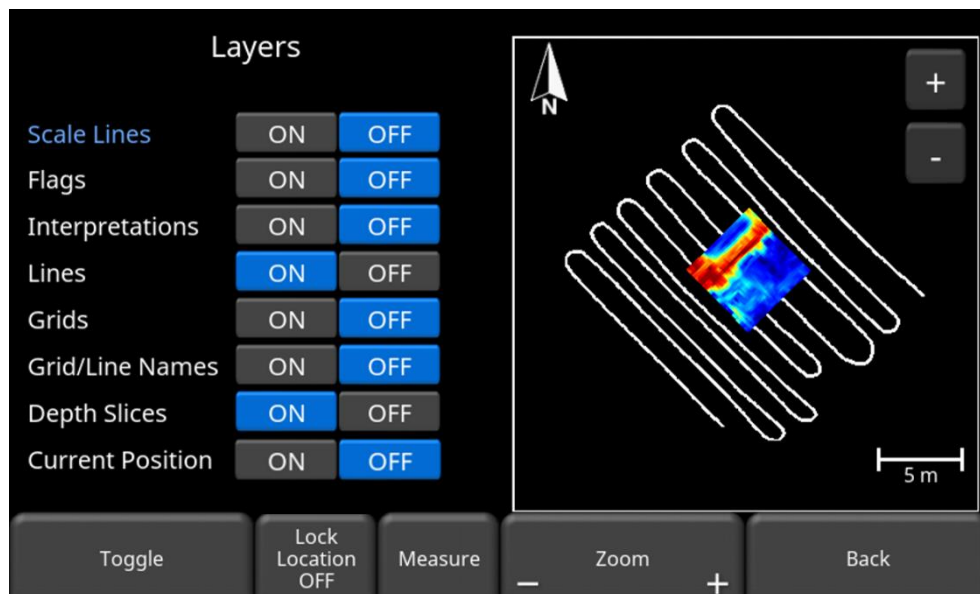 Layers
Scale Lines ON OFF
Flags ON OFF
Interpretations ON OFF
Lines ON OFF
Grids ON OFF
Grid/Line Names ON OFF
Depth Slices ON OFF
Current Position ON OFF
N
+
-
5 m
Toggle
Lock
Location
OFF
Measure
Zoom
− +
Back